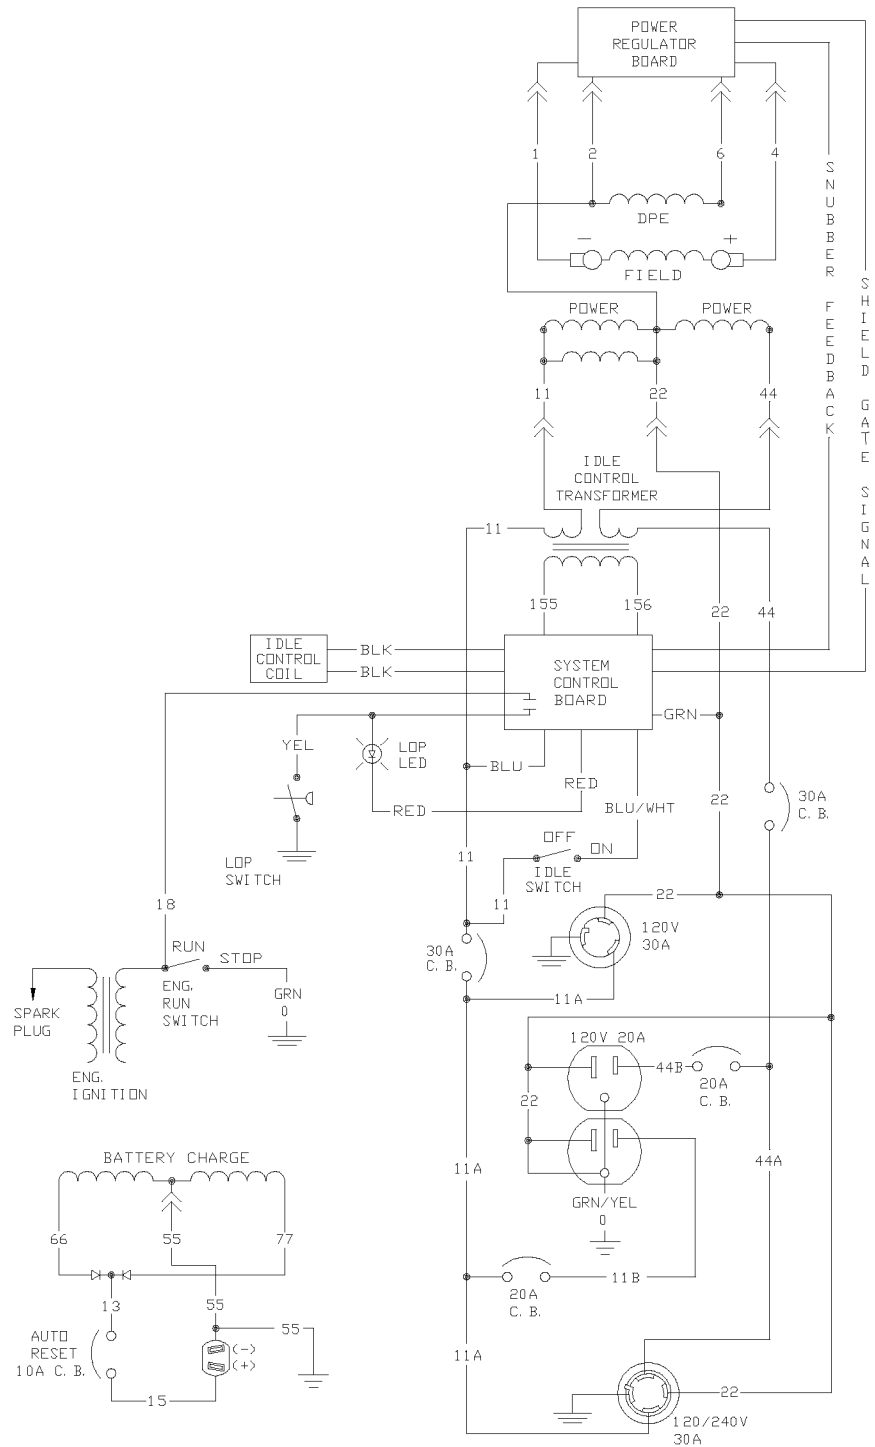 POWER
REGULATOR
BOARD
1
2
6
4
SNUBBER FEEDBACK
SHIELD GATE SIGNAL
DPE
− +
FIELD
POWER
POWER
11
22
44
IDLE
CONTROL
TRANSFORMER
11
155
156
22
44
IDLE
CONTROL
COIL
BLK
BLK
SYSTEM
CONTROL
BOARD
GRN
YEL
LOP
LED
BLU
RED
RED
BLU/WHT
22
30A
C. B.
LOP
SWITCH
OFF
ON
IDLE
SWITCH
11
11
18
22
120V
30A
RUN
STOP
30A
C. B.
ENG.
RUN
SWITCH
GRN
0
SPARK
PLUG
11A
120V 20A
44B
20A
C. B.
ENG.
IGNITION
22
BATTERY CHARGE
11A
44A
GRN/YEL
0
66
55
77
11B
20A
C. B.
13
55
55
AUTO
RESET
10A C. B.
(-)
(+)
11A
15
22
120/240V
30A